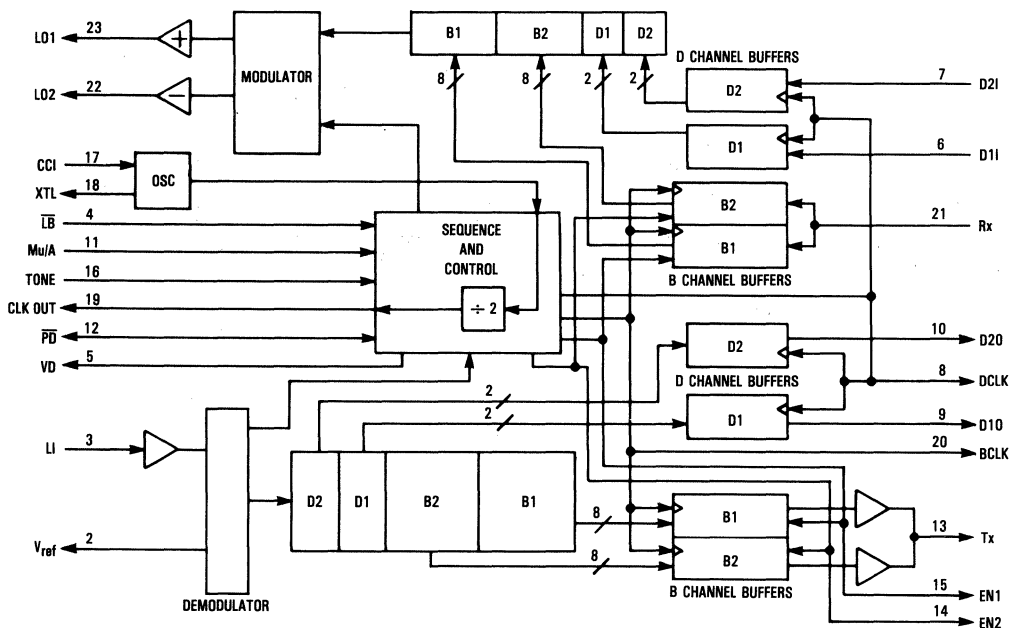 LO1 23
+
MODULATOR
LO2 22
−
B1 B2 D1 D2
8 8 2 2
D CHANNEL BUFFERS
D2
7 D2I
D1
6 D1I
CCI 17
XTL 18
OSC
LB 4
Mu/A 11
TONE 16
CLK OUT 19
PD 12
VD 5
SEQUENCE
AND
CONTROL
÷ 2
B2
B1
21 Rx
B CHANNEL BUFFERS
D2
10 D2O
D CHANNEL BUFFERS
8 DCLK
D1
9 D1O
20 BCLK
2
2
LI 3
Vref 2
DEMODULATOR
D2 D1 B2 B1
8
8
B1
B2
B CHANNEL BUFFERS
13 Tx
15 EN1
14 EN2